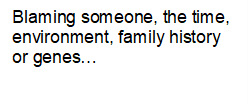 Blaming someone, the time,
environment, family history
or genes…